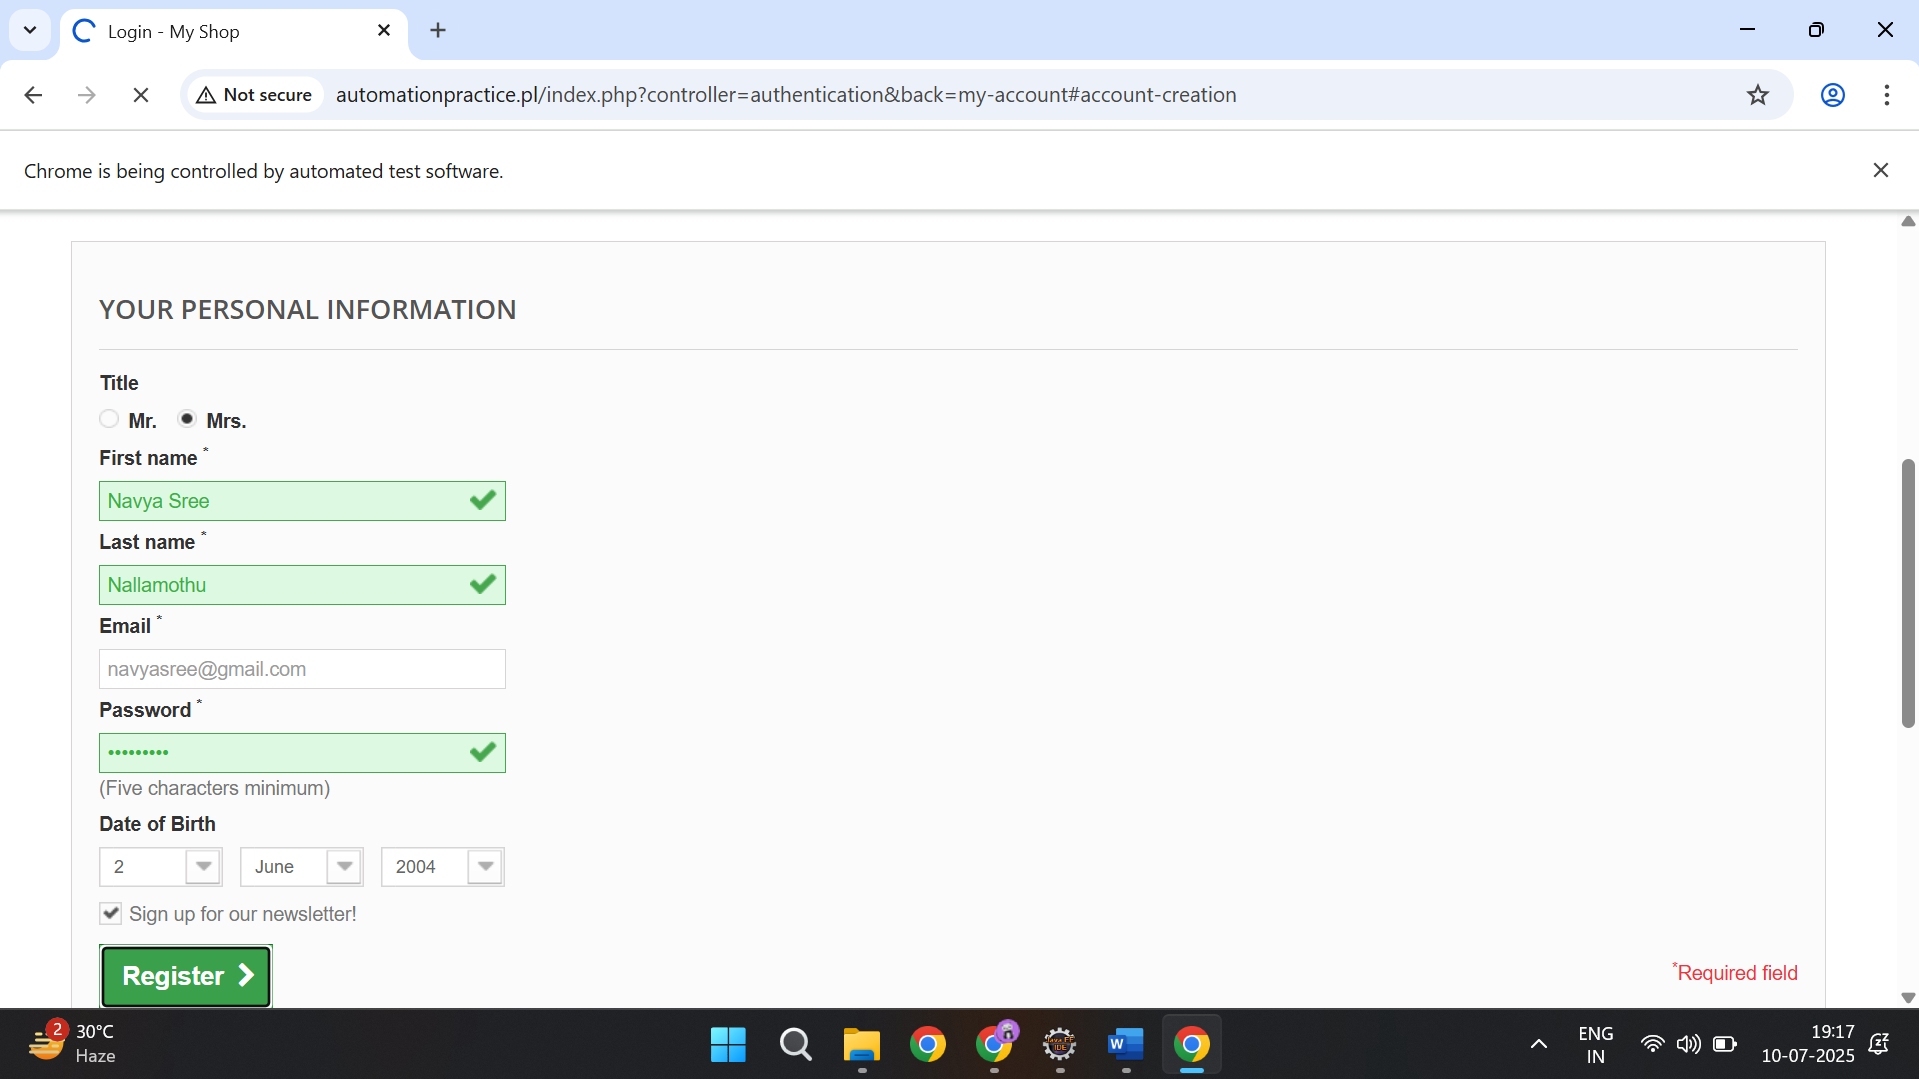 Login - My Shop
Not secure
automationpractice.pl/index.php?controller=authentication&back=my-account#account-creation
Chrome is being controlled by automated test software.
YOUR PERSONAL INFORMATION
Title
Mr. Mrs.
First name *
Navya Sree
Last name *
Nallamothu
Email *
navyasree@gmail.com
Password *
•••••••••
(Five characters minimum)
Date of Birth
2 June 2004
Sign up for our newsletter!
Register
*Required field
2
30°C
Haze
Java EE
IDE
W
ENG
IN
19:17
10-07-2025